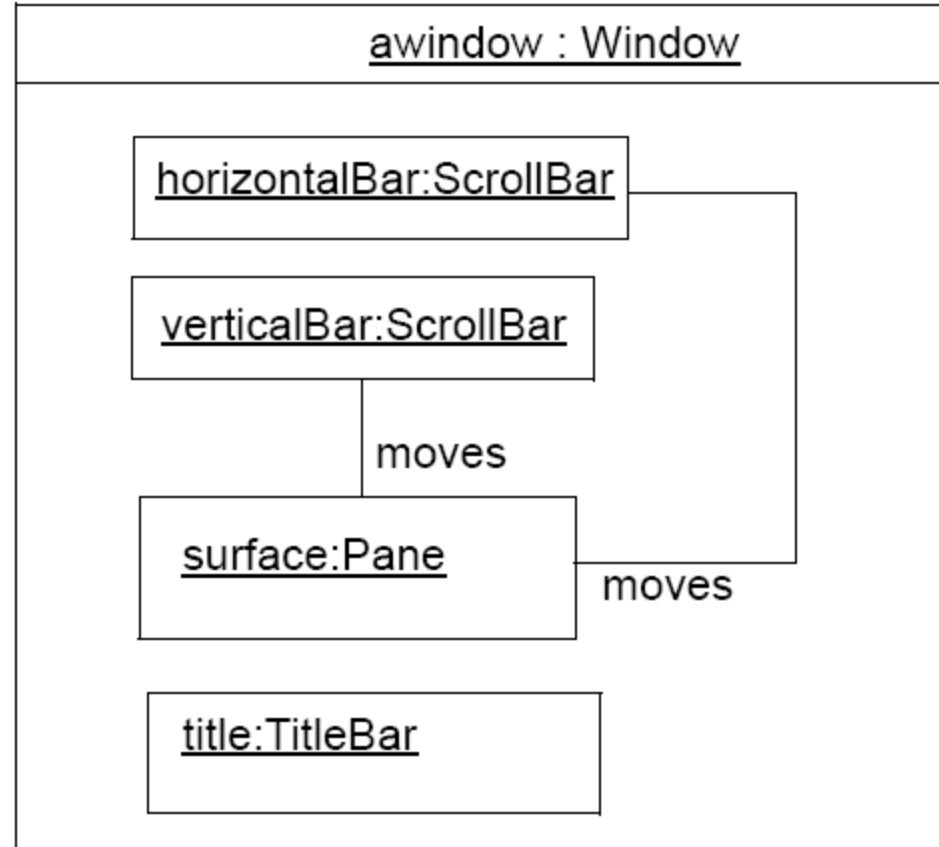 awindow : Window
horizontalBar:ScrollBar
verticalBar:ScrollBar
moves
surface:Pane
moves
title:TitleBar